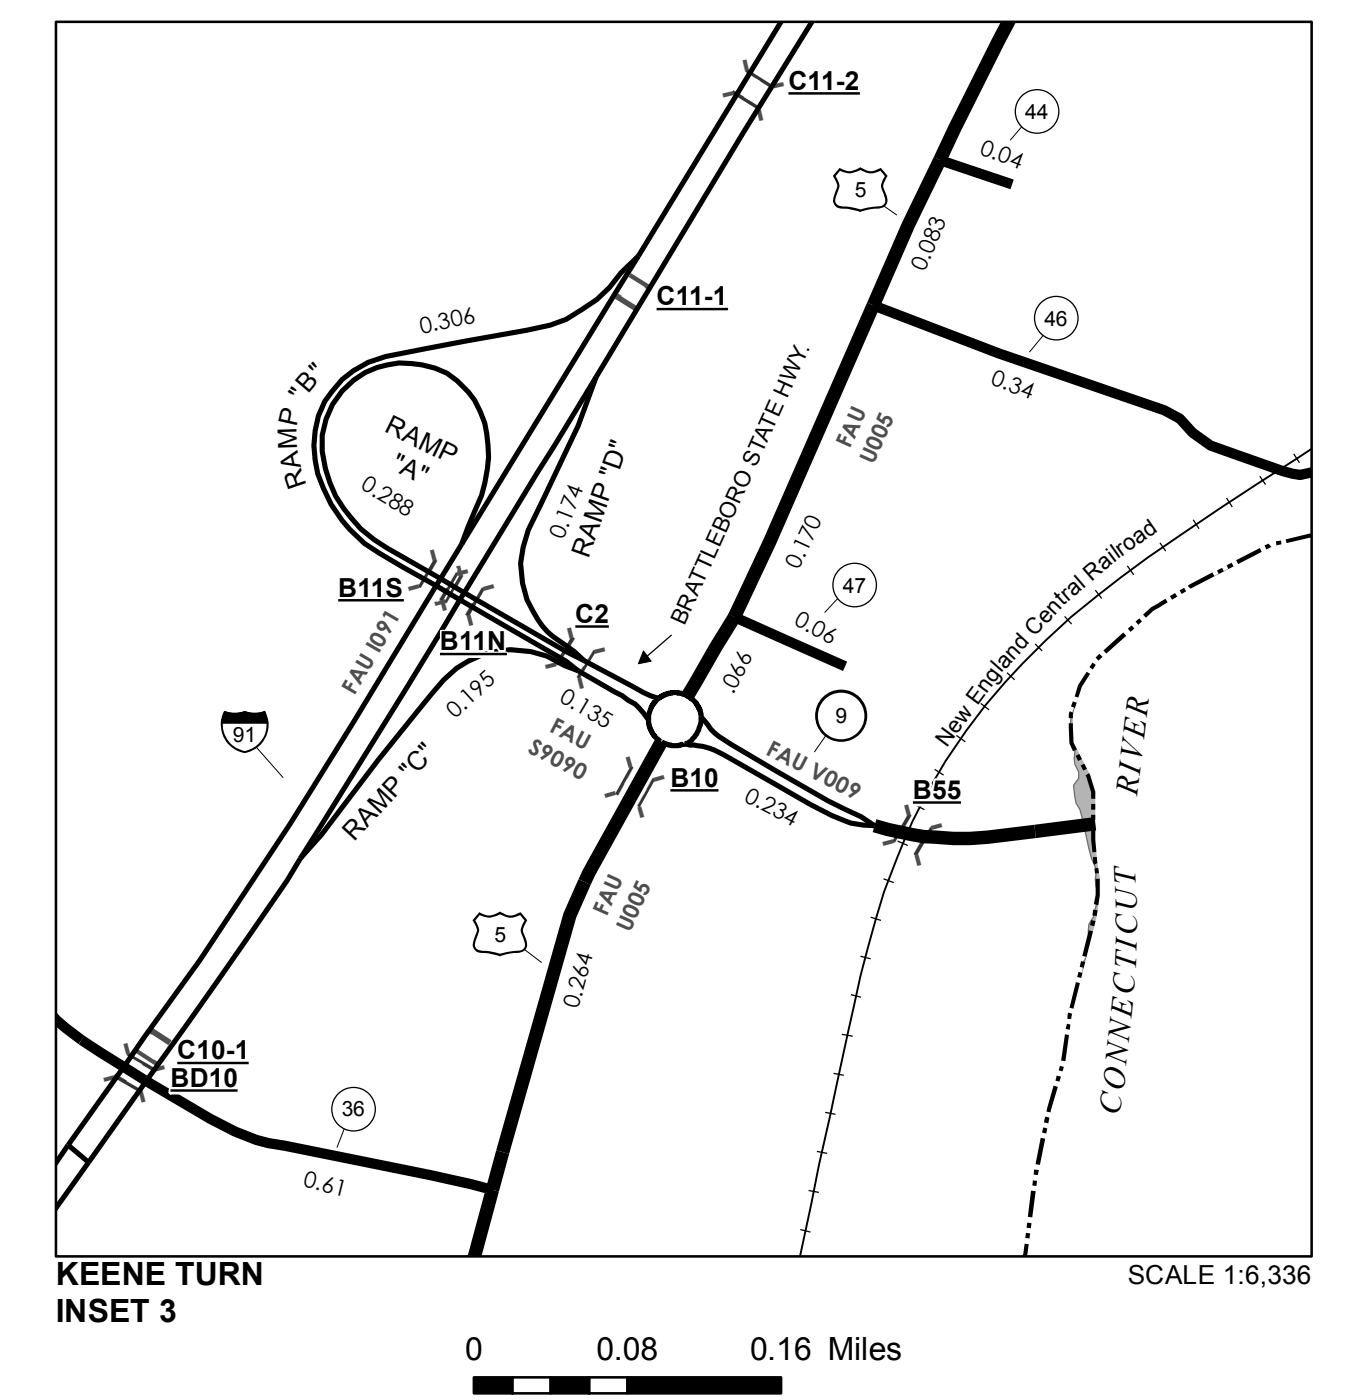 C11-2
44
0.04
5
0.083
C11-1
46
0.306
0.34
RAMP "B"
BRATTLEBORO STATE HWY.
FAU
U005
RAMP
"A"
0.288
0.174
RAMP "D"
0.170
New England Central Railroad
B11S
47
C2
0.06
B11N
FAU I091
.066
0.195
0.135
FAU
S9090
9
RIVER
91
FAU V009
B10
B55
RAMP "C"
0.234
FAU
U005
CONNECTICUT
5
0.264
C10-1
BD10
36
0.61
KEENE TURN
INSET 3
SCALE 1:6,336
0 0.08 0.16 Miles